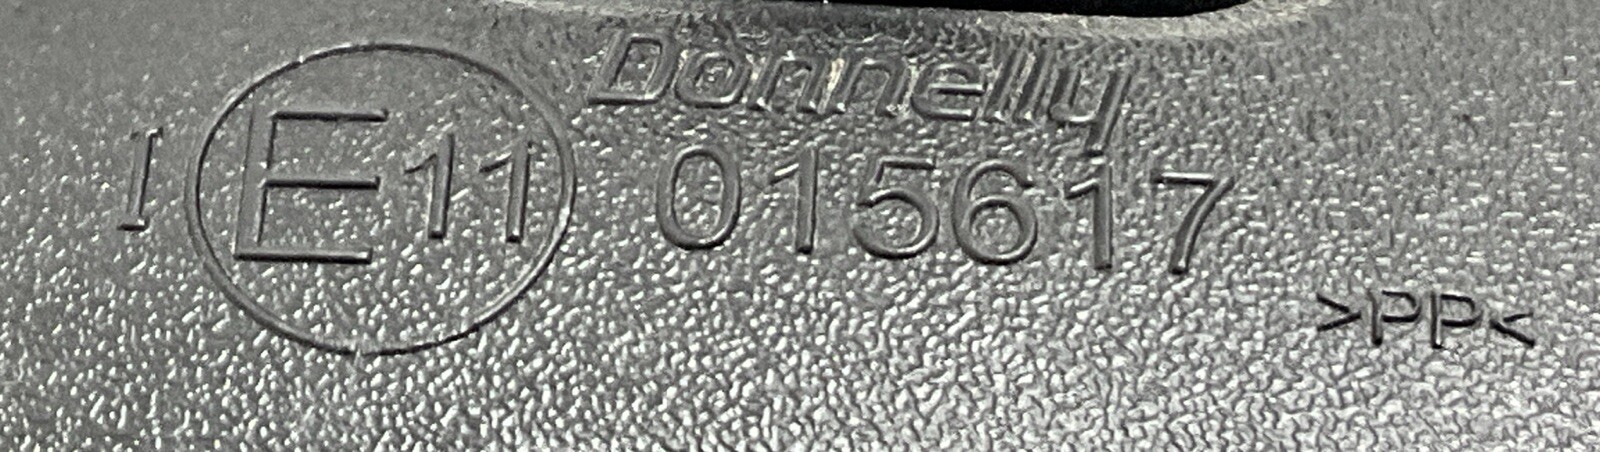 Donnelly
I E11 015617
>PP<